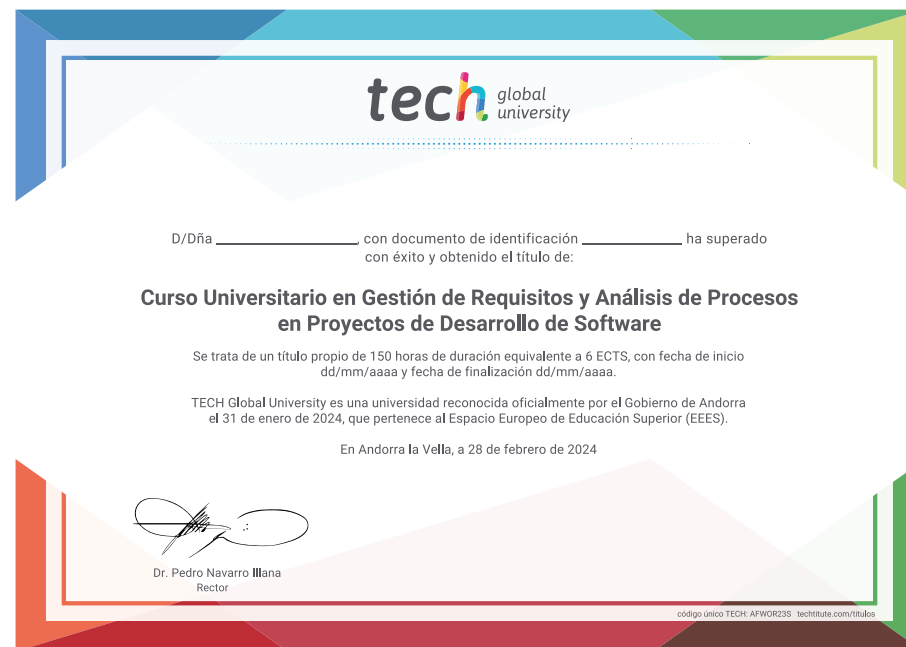 tech global university
D/Dña ____________________, con documento de identificación ______________ ha superado
con éxito y obtenido el título de:
Curso Universitario en Gestión de Requisitos y Análisis de Procesos
en Proyectos de Desarrollo de Software
Se trata de un título propio de 150 horas de duración equivalente a 6 ECTS, con fecha de inicio
dd/mm/aaaa y fecha de finalización dd/mm/aaaa.
TECH Global University es una universidad reconocida oficialmente por el Gobierno de Andorra
el 31 de enero de 2024, que pertenece al Espacio Europeo de Educación Superior (EEES).
En Andorra la Vella, a 28 de febrero de 2024
Dr. Pedro Navarro Illana
Rector
código único TECH: AFWOR23S techtitute.com/titulos